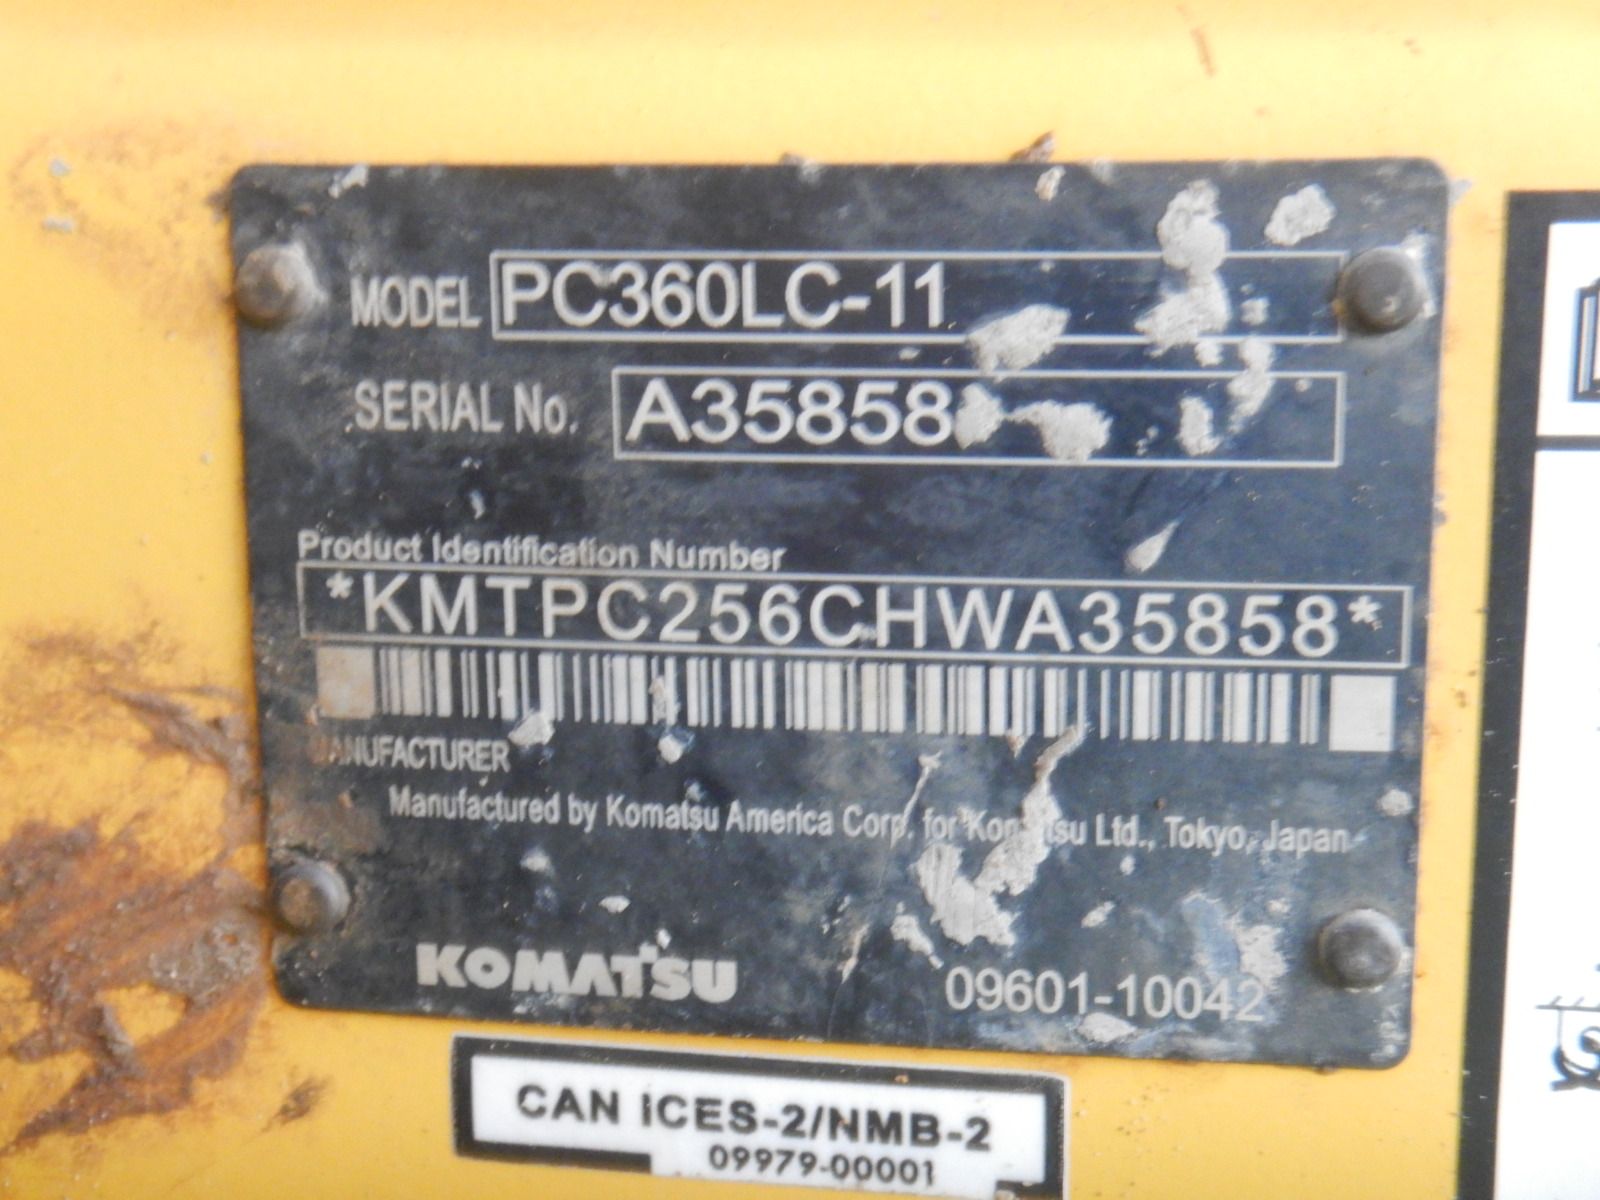 MODEL PC360LC-11
SERIAL No. A35858
Product Identification Number
*KMTPC256CHWA35858*
MANUFACTURER
Manufactured by Komatsu America Corp. for Komatsu Ltd., Tokyo, Japan
KOMATSU
09601-10042
CAN ICES-2/NMB-2
09979-00001